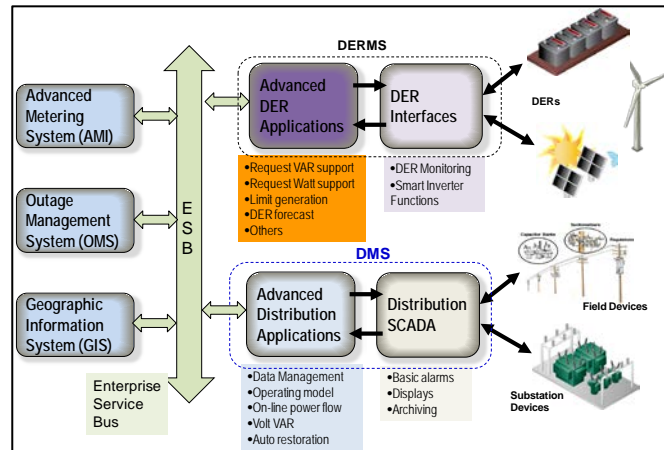 DERMS
Advanced
Metering
System (AMI)
Outage
Management
System (OMS)
Geographic
Information
System (GIS)
E
S
B
Enterprise
Service
Bus
Advanced
DER
Applications
DER
Interfaces
•Request VAR support
•Request Watt support
•Limit generation
•DER forecast
•Others
•DER Monitoring
•Smart Inverter
Functions
DERs
DMS
Advanced
Distribution
Applications
Distribution
SCADA
•Data Management
•Operating model
•On-line power flow
•Volt VAR
•Auto restoration
•Basic alarms
•Displays
•Archiving
Capacitor Banks
Sectionalizers
Regulators
Field Devices
Substation
Devices